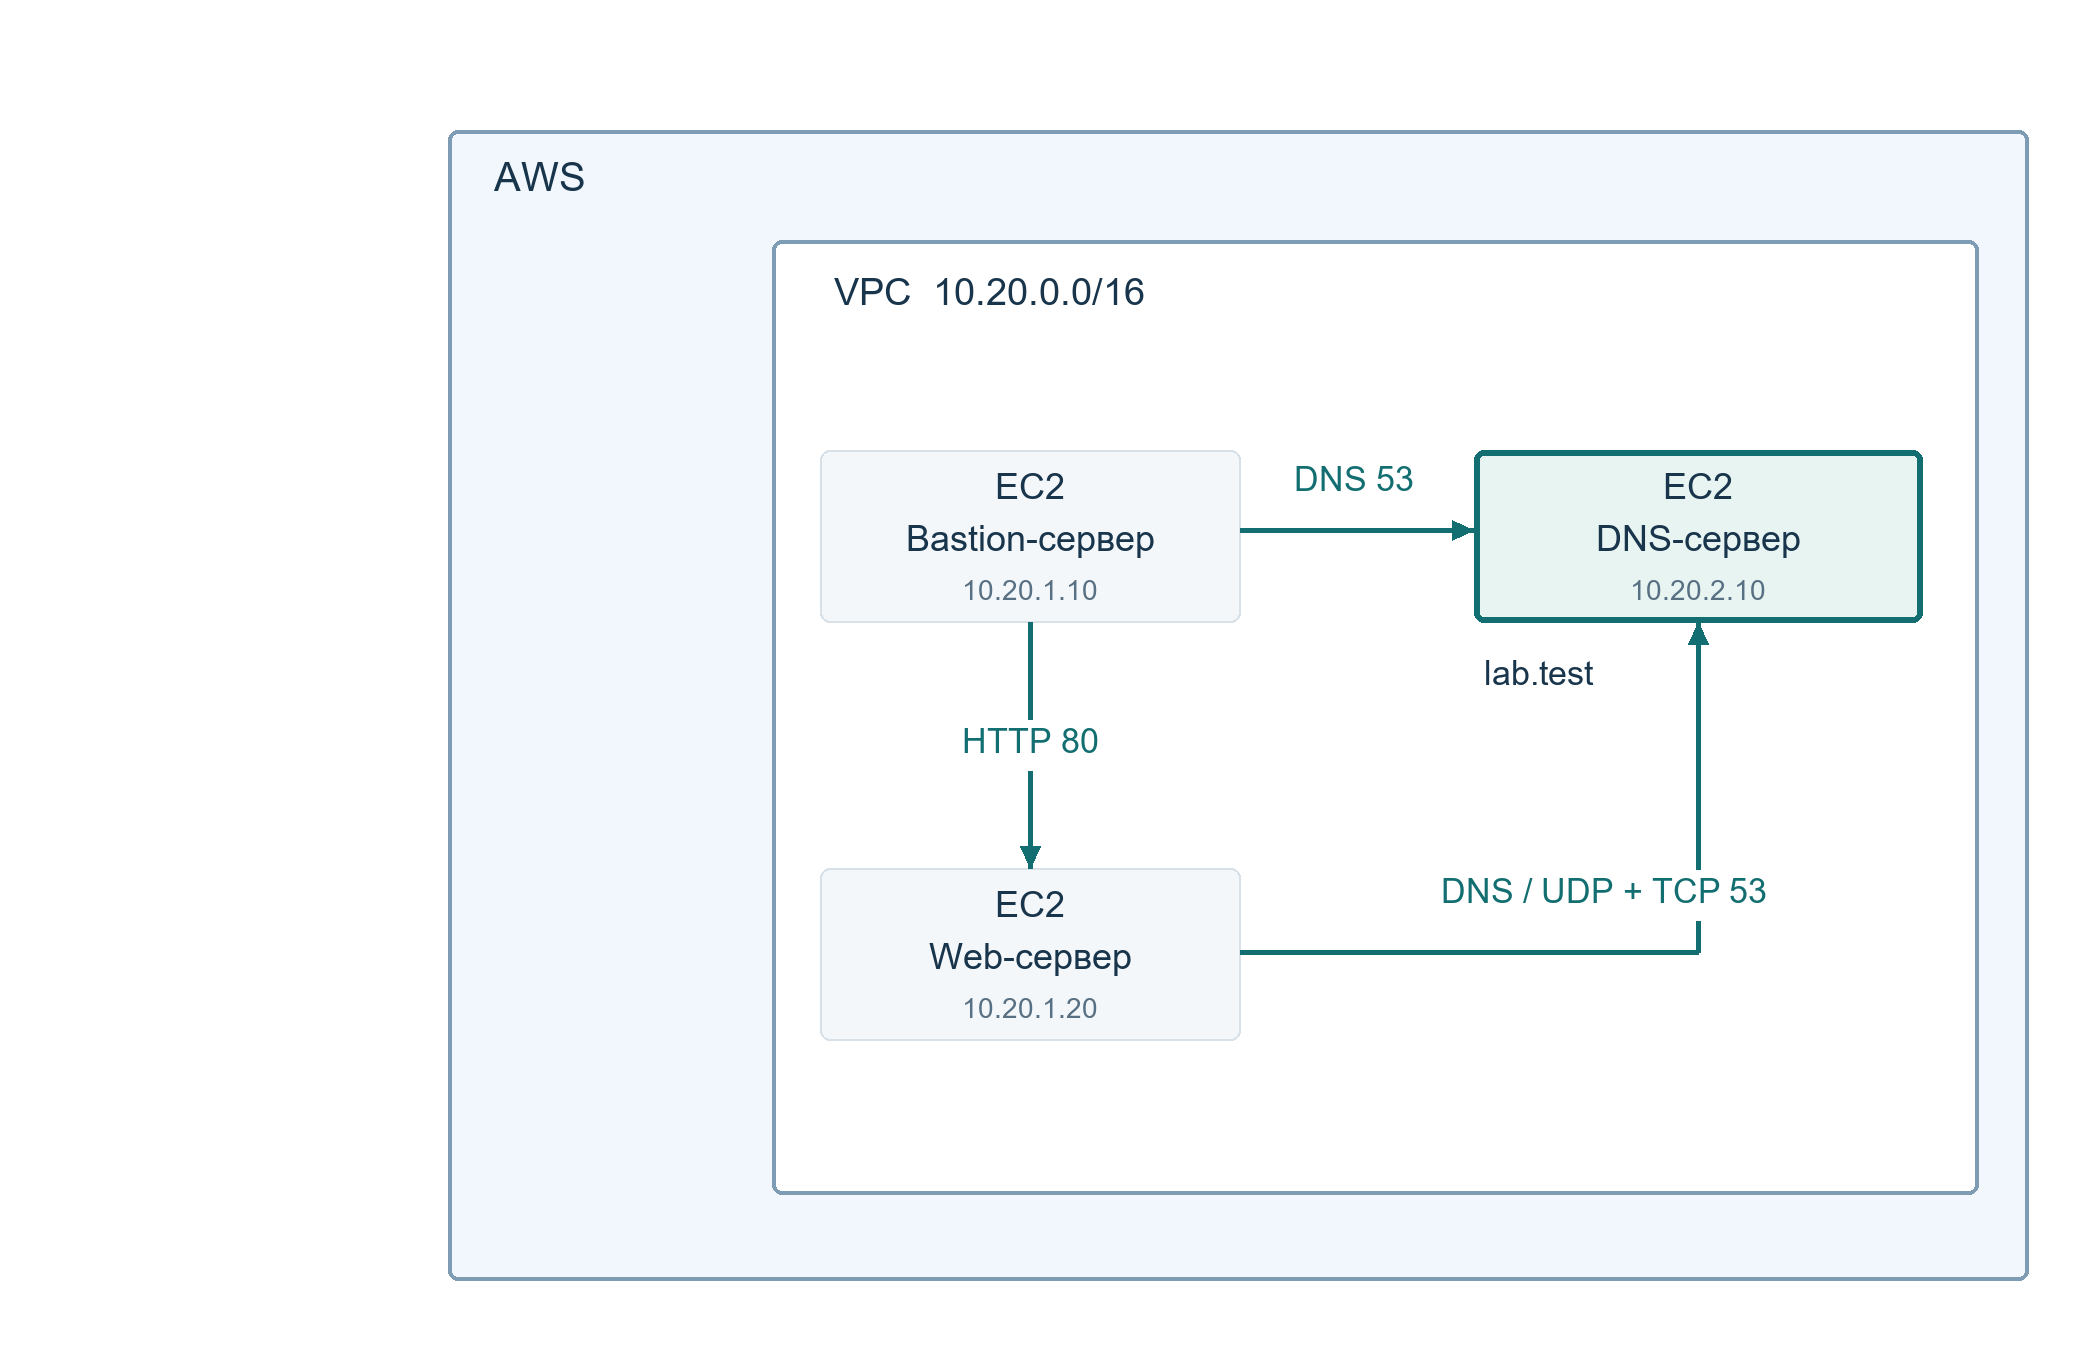 AWS
VPC  10.20.0.0/16
EC2
Bastion-сервер
10.20.1.10
DNS 53
EC2
DNS-сервер
10.20.2.10
lab.test
HTTP 80
EC2
Web-сервер
10.20.1.20
DNS / UDP + TCP 53